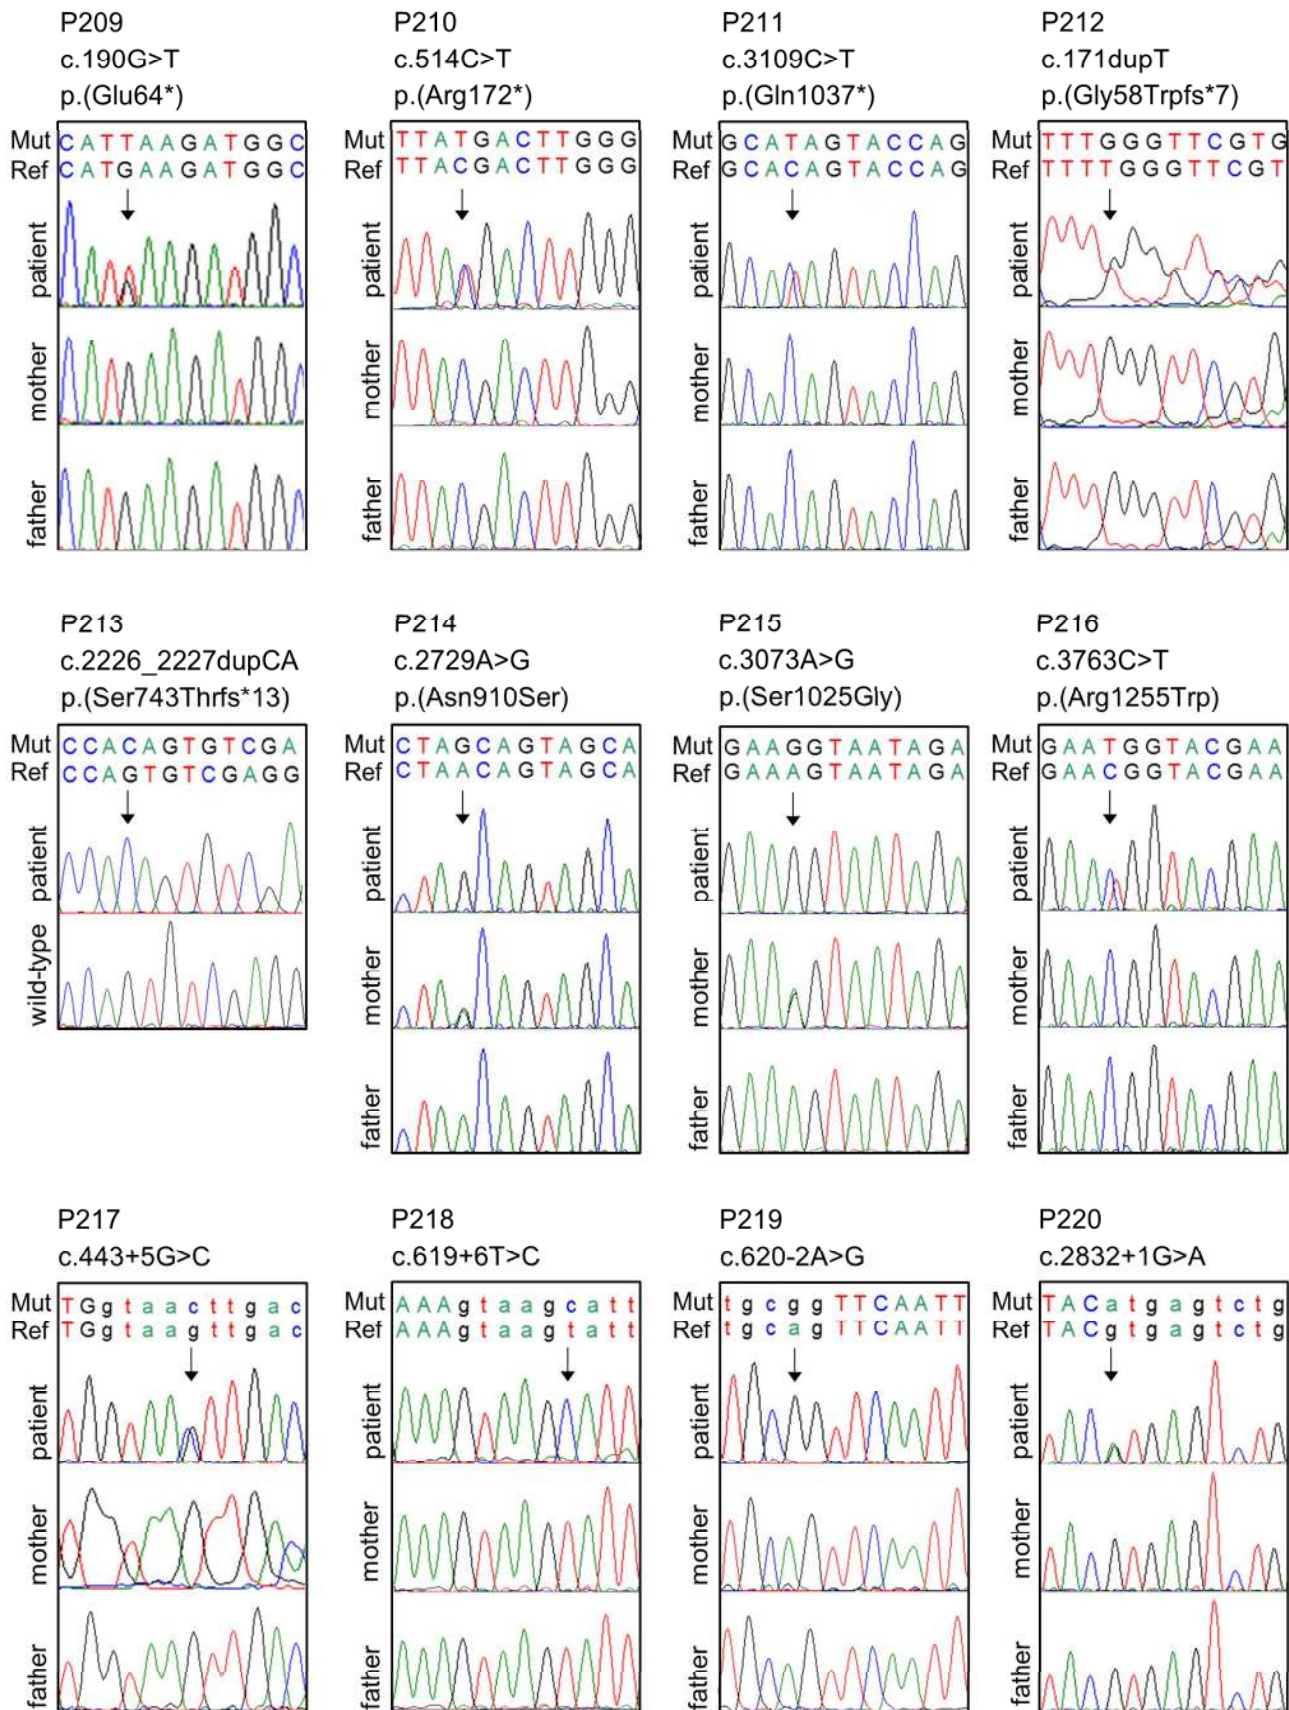 P209
c.190G>T
p.(Glu64*)
Mut CATTAAGATGGC
Ref CATGAAGATGGC
patient
mother
father
P210
c.514C>T
p.(Arg172*)
Mut TTATGACTTGGG
Ref TTACGACTTGGG
patient
mother
father
P211
c.3109C>T
p.(Gln1037*)
Mut GCATAGTACCAG
Ref GCACAGTACCAG
patient
mother
father
P212
c.171dupT
p.(Gly58Trpfs*7)
Mut TTTGGGTTCGTG
Ref TTTTGGGTTCGT
patient
mother
father
P213
c.2226_2227dupCA
p.(Ser743Thrfs*13)
Mut CCACAGTGTCGA
Ref CCAGTGTCGAGG
patient
wild-type
P214
c.2729A>G
p.(Asn910Ser)
Mut CTAGCAGTAGCA
Ref CTAACAGTAGCA
patient
mother
father
P215
c.3073A>G
p.(Ser1025Gly)
Mut GAAGGTAATAGA
Ref GAAAGTAATAGA
patient
mother
father
P216
c.3763C>T
p.(Arg1255Trp)
Mut GAATGGTACGAA
Ref GAACGGTACGAA
patient
mother
father
P217
c.443+5G>C
Mut TGgtaacttgac
Ref TGgtaagttgac
patient
mother
father
P218
c.619+6T>C
Mut AAAgtaagcatt
Ref AAAgtaagtatt
patient
mother
father
P219
c.620-2A>G
Mut tgcggTTCAATT
Ref tgcagTTCAATT
patient
mother
father
P220
c.2832+1G>A
Mut TACatgagtctg
Ref TACgtgagtctg
patient
mother
father